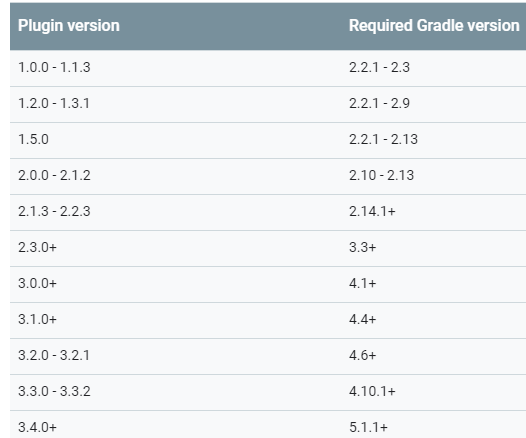 Plugin version Required Gradle version
1.0.0 - 1.1.3 2.2.1 - 2.3
1.2.0 - 1.3.1 2.2.1 - 2.9
1.5.0 2.2.1 - 2.13
2.0.0 - 2.1.2 2.10 - 2.13
2.1.3 - 2.2.3 2.14.1+
2.3.0+ 3.3+
3.0.0+ 4.1+
3.1.0+ 4.4+
3.2.0 - 3.2.1 4.6+
3.3.0 - 3.3.2 4.10.1+
3.4.0+ 5.1.1+